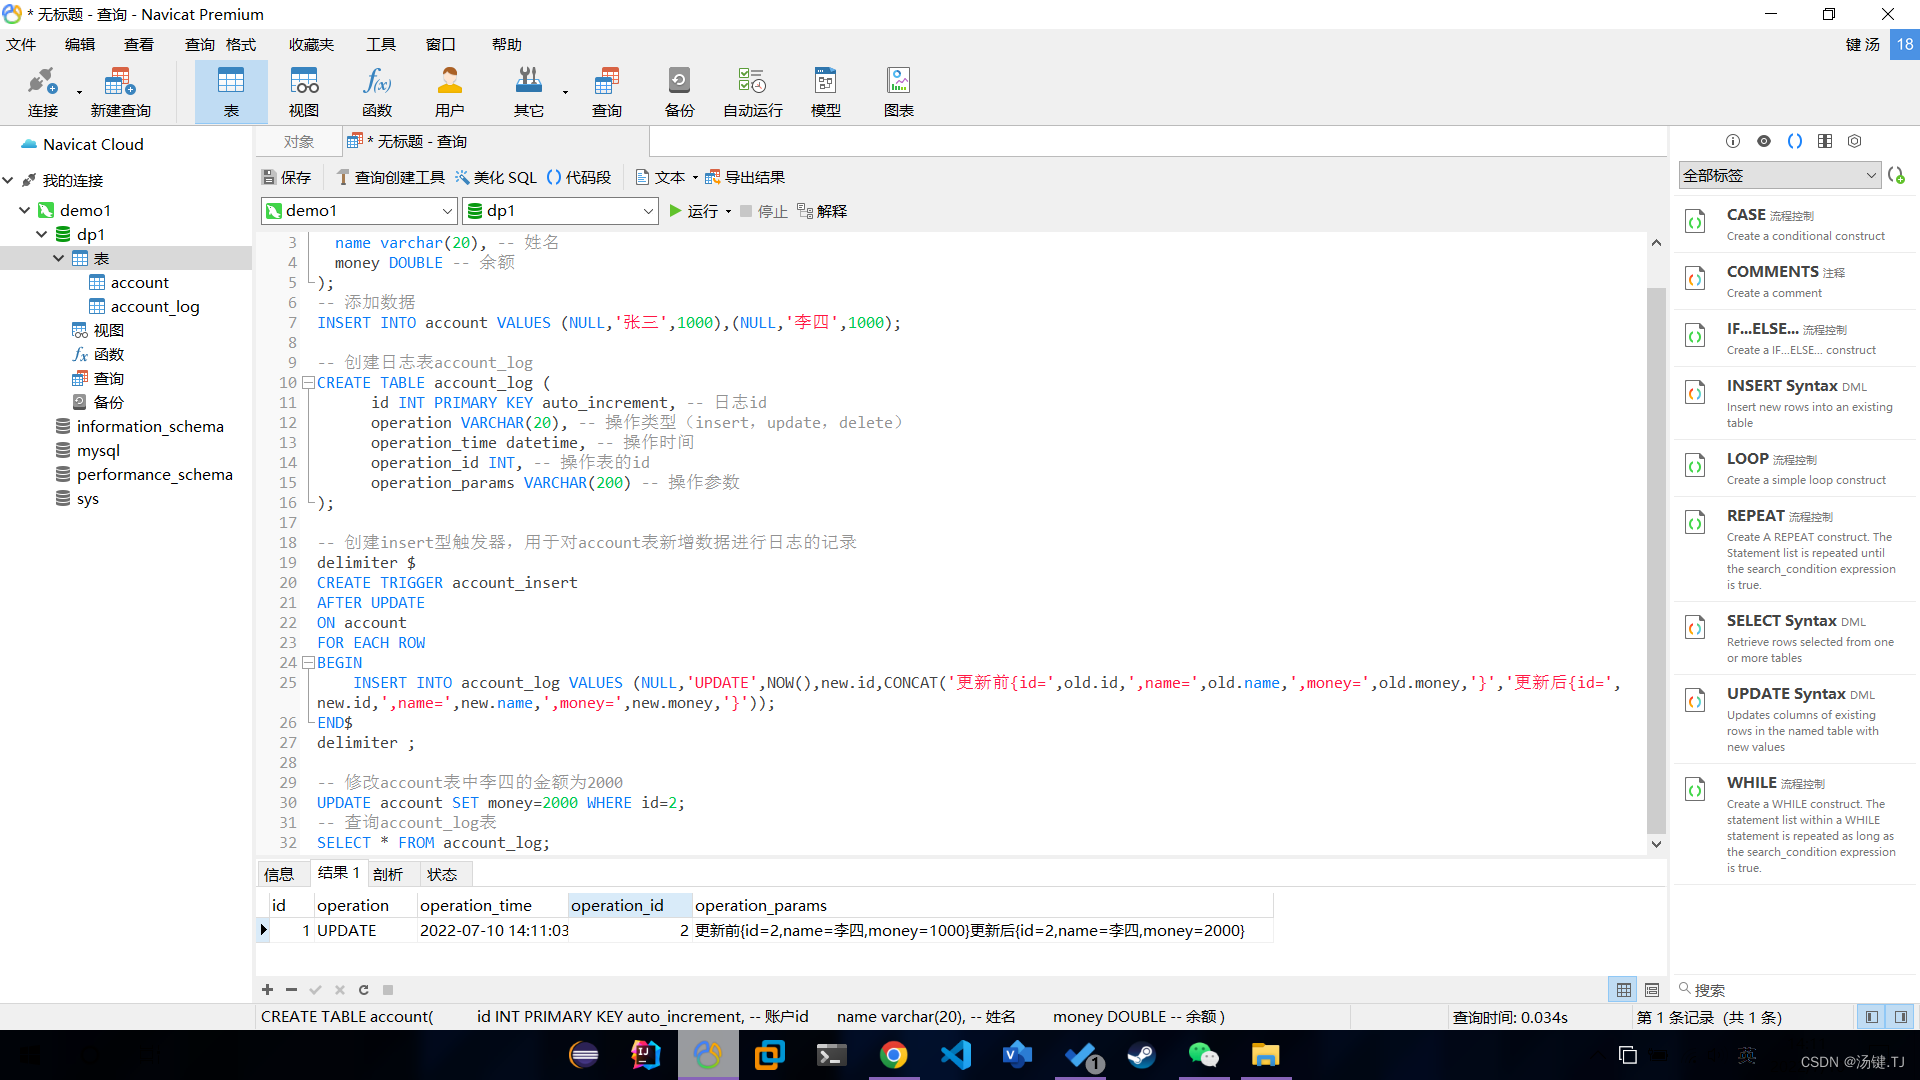 * 无标题 - 查询 - Navicat Premium
文件 编辑 查看 查询 格式 收藏夹 工具 窗口 帮助 键 汤 18
连接 新建查询 表 视图 函数 用户 其它 查询 备份 自动运行 模型 图表
Navicat Cloud
我的连接
demo1
dp1
表
account
account_log
视图
函数
查询
备份
information_schema
mysql
performance_schema
sys
对象 * 无标题 - 查询
保存 查询创建工具 美化 SQL 代码段 文本 导出结果
demo1 dp1 运行 停止 解释
3 name varchar(20), -- 姓名
4 money DOUBLE -- 余额
5 );
6 -- 添加数据
7 INSERT INTO account VALUES (NULL,'张三',1000),(NULL,'李四',1000);
8
9 -- 创建日志表account_log
10 CREATE TABLE account_log (
11 id INT PRIMARY KEY auto_increment, -- 日志id
12 operation VARCHAR(20), -- 操作类型（insert，update，delete）
13 operation_time datetime, -- 操作时间
14 operation_id INT, -- 操作表的id
15 operation_params VARCHAR(200) -- 操作参数
16 );
17
18 -- 创建insert型触发器，用于对account表新增数据进行日志的记录
19 delimiter $
20 CREATE TRIGGER account_insert
21 AFTER UPDATE
22 ON account
23 FOR EACH ROW
24 BEGIN
25 INSERT INTO account_log VALUES (NULL,'UPDATE',NOW(),new.id,CONCAT('更新前{id=',old.id,',name=',old.name,',money=',old.money,'}','更新后{id=',
new.id,',name=',new.name,',money=',new.money,'}'));
26 END$
27 delimiter ;
28
29 -- 修改account表中李四的金额为2000
30 UPDATE account SET money=2000 WHERE id=2;
31 -- 查询account_log表
32 SELECT * FROM account_log;
信息 结果 1 剖析 状态
id operation operation_time operation_id operation_params
1 UPDATE 2022-07-10 14:11:03 2 更新前{id=2,name=李四,money=1000}更新后{id=2,name=李四,money=2000}
CREATE TABLE account( id INT PRIMARY KEY auto_increment, -- 账户id name varchar(20), -- 姓名 money DOUBLE -- 余额 )
查询时间: 0.034s 第 1 条记录 (共 1 条)
全部标签
CASE 流程控制
Create a conditional construct
COMMENTS 注释
Create a comment
IF...ELSE... 流程控制
Create a IF...ELSE... construct
INSERT Syntax DML
Insert new rows into an existing
table
LOOP 流程控制
Create a simple loop construct
REPEAT 流程控制
Create A REPEAT construct. The
Statement list is repeated until
the search_condition expression
is true.
SELECT Syntax DML
Retrieve rows selected from one
or more tables
UPDATE Syntax DML
Updates columns of existing
rows in the named table with
new values
WHILE 流程控制
Create a WHILE construct. The
statement list within a WHILE
statement is repeated as long as
the search_condition expression
is true.
搜索
1
英
CSDN @汤键.TJ